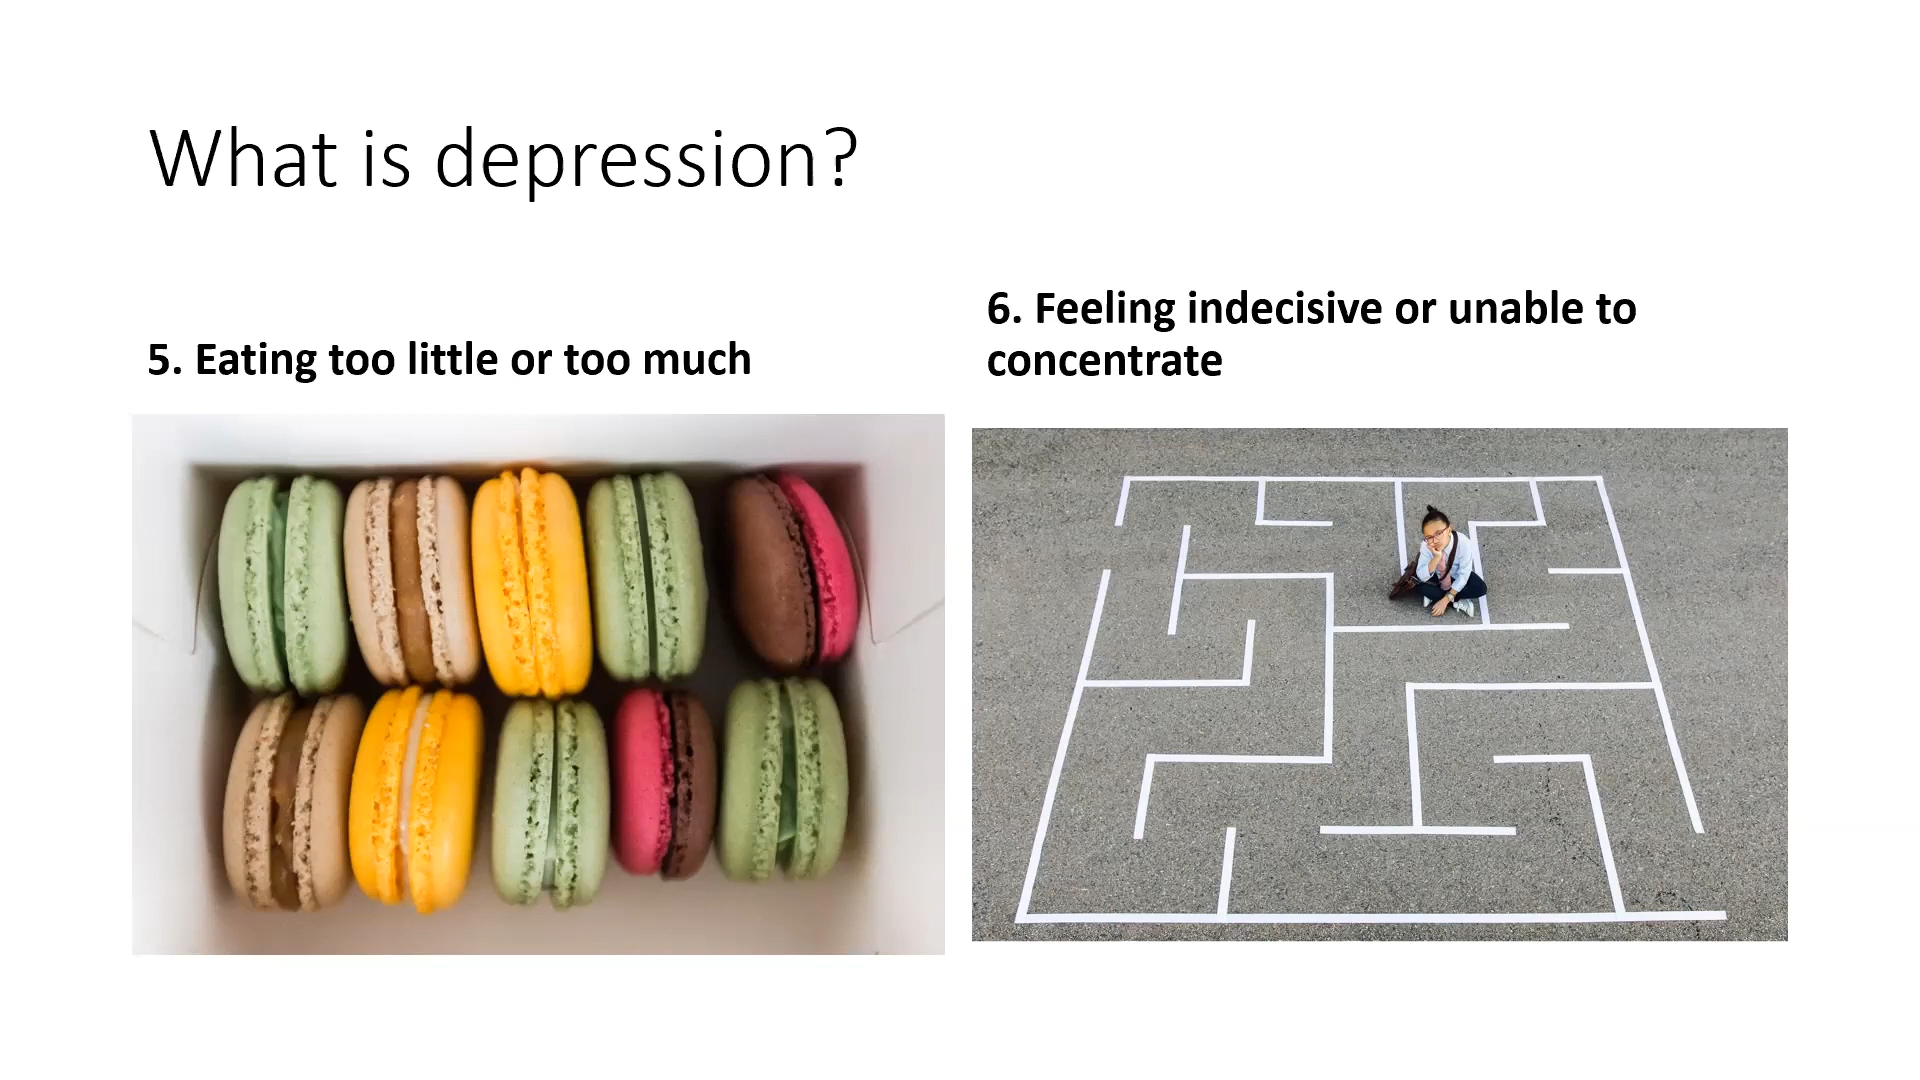 What is depression?
5. Eating too little or too much
6. Feeling indecisive or unable to
concentrate